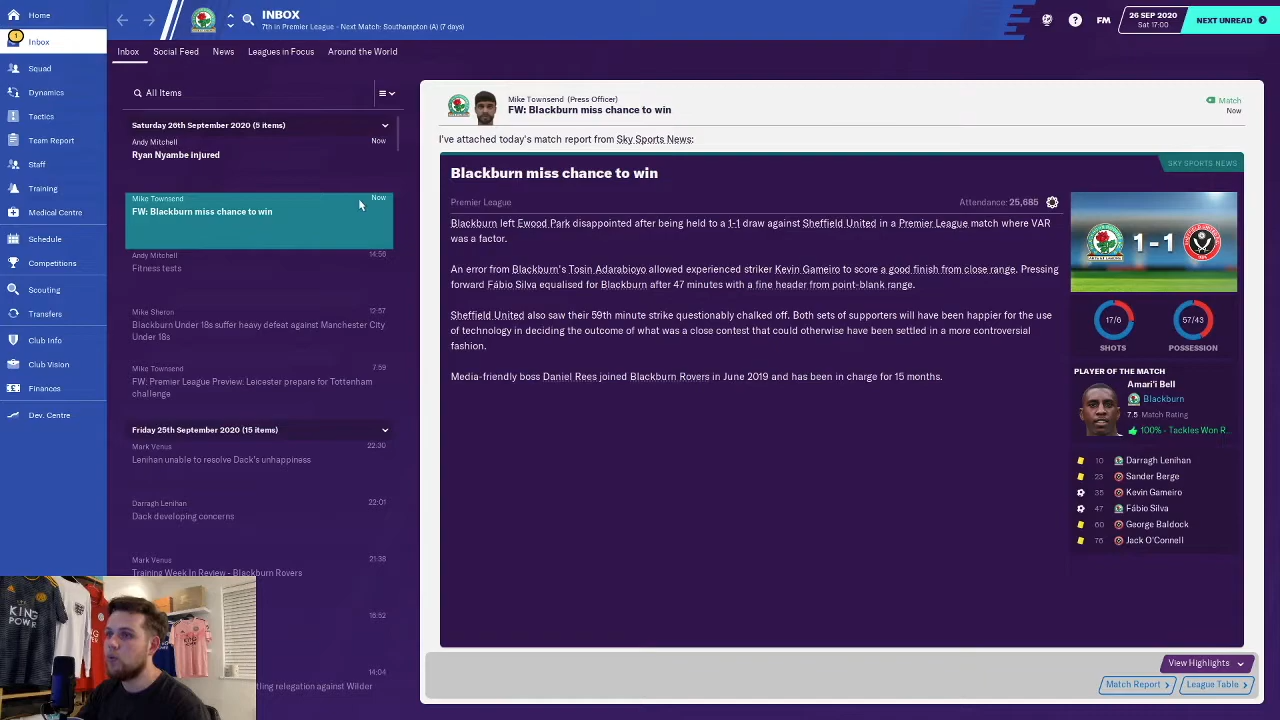 Home
INBOX
7th in Premier League - Next Match: Southampton (A) (7 days)
FM
26 SEP 2020
Sat 17:00
NEXT UNREAD
1
Inbox
Squad
Dynamics
Tactics
Team Report
Staff
Training
Medical Centre
Schedule
Competitions
Scouting
Transfers
Club Info
Club Vision
Finances
Dev. Centre
Inbox Social Feed News Leagues in Focus Around the World
All Items
Saturday 26th September 2020 (5 items)
Andy Mitchell Now
Ryan Nyambe injured
Mike Townsend Now
FW: Blackburn miss chance to win
Andy Mitchell 14:56
Fitness tests
Mike Sheron 12:57
Blackburn Under 18s suffer heavy defeat against Manchester City
Under 18s
Mike Townsend 7:59
FW: Premier League Preview: Leicester prepare for Tottenham
challenge
Friday 25th September 2020 (15 items)
Mark Venus 22:30
Lenihan unable to resolve Dack's unhappiness
Darragh Lenihan 22:01
Dack developing concerns
Mark Venus 21:38
Training Week In Review - Blackburn Rovers
16:52
14:04
tling relegation against Wilder
KING
POWE
Mike Townsend (Press Officer)
FW: Blackburn miss chance to win
Match
Now
I've attached today's match report from Sky Sports News:
SKY SPORTS NEWS
Blackburn miss chance to win
Premier League Attendance: 25,685
Blackburn left Ewood Park disappointed after being held to a 1-1 draw against Sheffield United in a Premier League match where VAR
was a factor.
An error from Blackburn's Tosin Adarabioyo allowed experienced striker Kevin Gameiro to score a good finish from close range. Pressing
forward Fábio Silva equalised for Blackburn after 47 minutes with a fine header from point-blank range.
Sheffield United also saw their 59th minute strike questionably chalked off. Both sets of supporters will have been happier for the use
of technology in deciding the outcome of what was a close contest that could otherwise have been settled in a more controversial
fashion.
Media-friendly boss Daniel Rees joined Blackburn Rovers in June 2019 and has been in charge for 15 months.
1-1
17/6 57/43
SHOTS POSSESSION
PLAYER OF THE MATCH
Amari'i Bell
Blackburn
7.5 Match Rating
100% - Tackles Won R...
10 Darragh Lenihan
23 Sander Berge
35 Kevin Gameiro
47 Fábio Silva
60 George Baldock
76 Jack O'Connell
View Highlights
Match Report
League Table